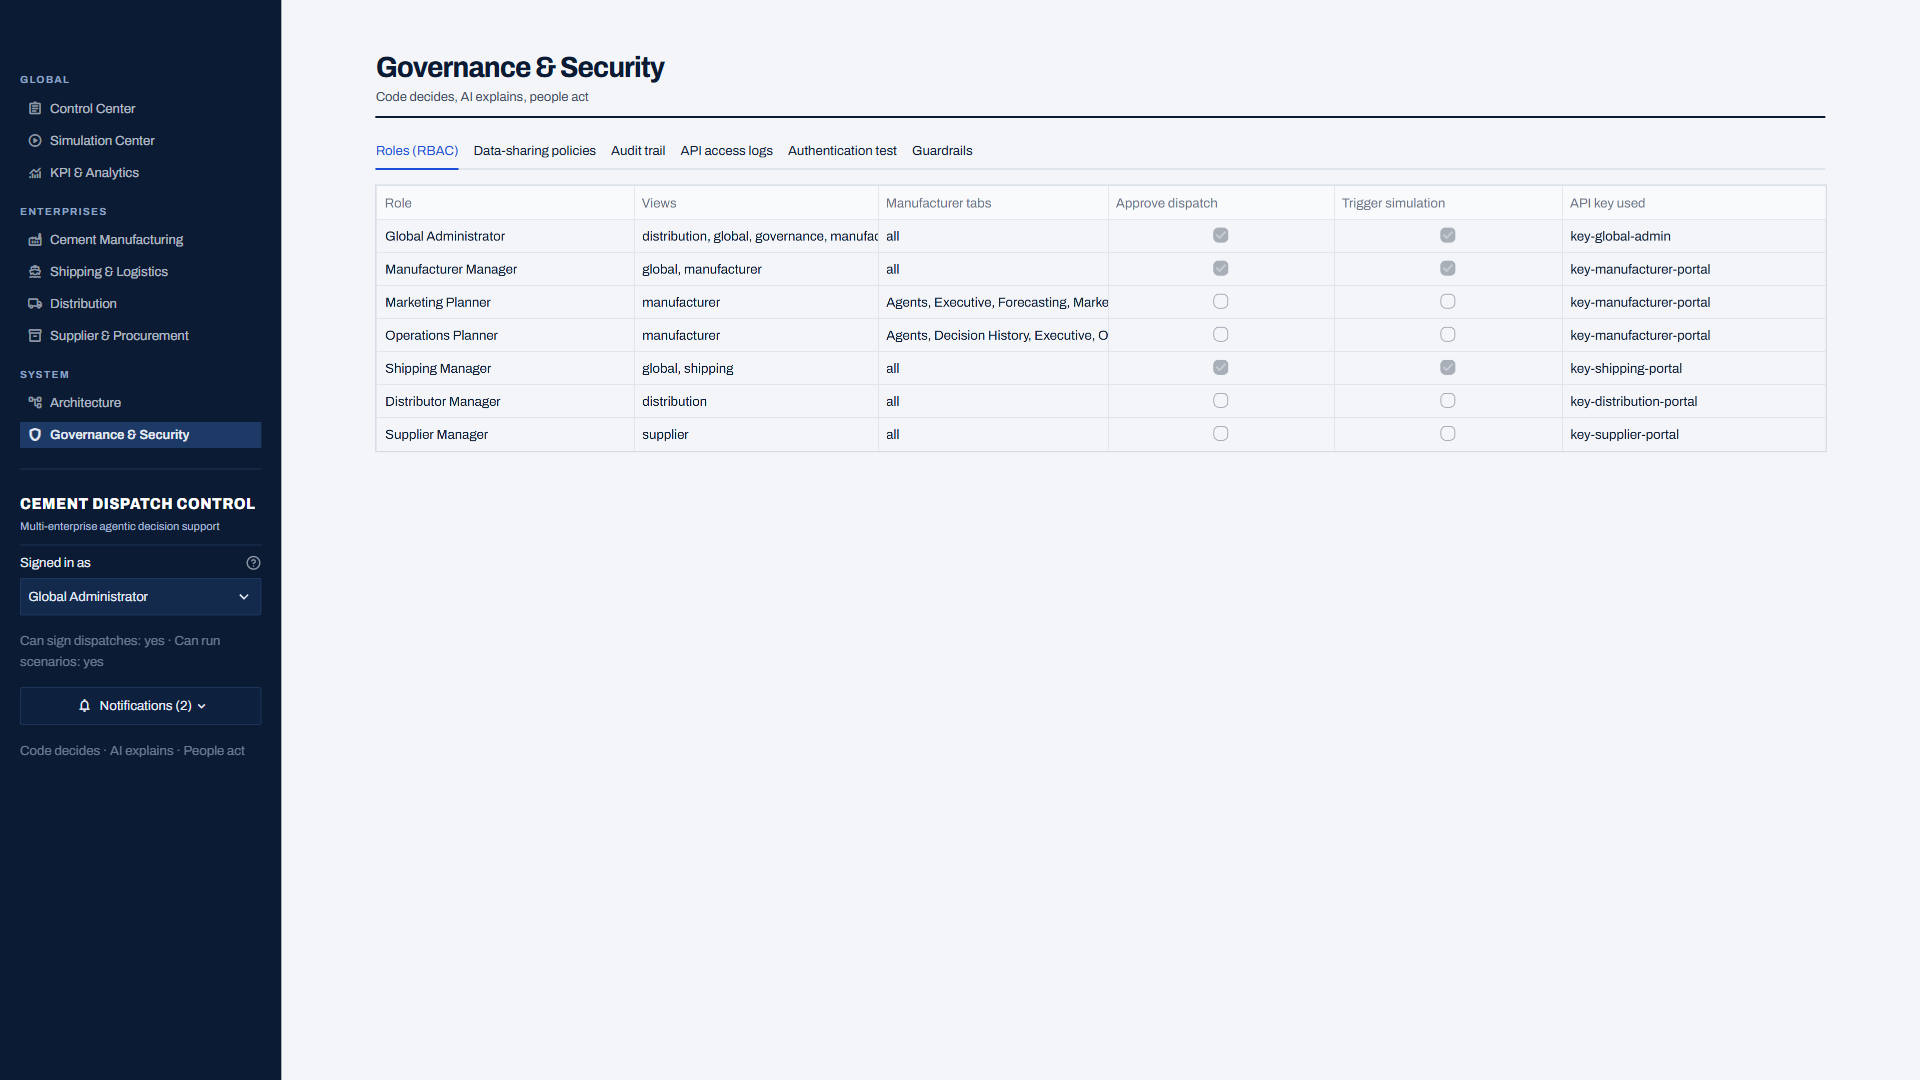 GLOBAL
Control Center
Simulation Center
KPI & Analytics
ENTERPRISES
Cement Manufacturing
Shipping & Logistics
Distribution
Supplier & Procurement
SYSTEM
Architecture
Governance & Security
CEMENT DISPATCH CONTROL
Multi-enterprise agentic decision support
Signed in as
Global Administrator
Can sign dispatches: yes · Can run
scenarios: yes
Notifications (2)
Code decides · AI explains · People act
Governance & Security
Code decides, AI explains, people act
Roles (RBAC) Data-sharing policies Audit trail API access logs Authentication test Guardrails
Role Views Manufacturer tabs Approve dispatch Trigger simulation API key used
Global Administrator distribution, global, governance, manufac all key-global-admin
Manufacturer Manager global, manufacturer all key-manufacturer-portal
Marketing Planner manufacturer Agents, Executive, Forecasting, Marke key-manufacturer-portal
Operations Planner manufacturer Agents, Decision History, Executive, O key-manufacturer-portal
Shipping Manager global, shipping all key-shipping-portal
Distributor Manager distribution all key-distribution-portal
Supplier Manager supplier all key-supplier-portal